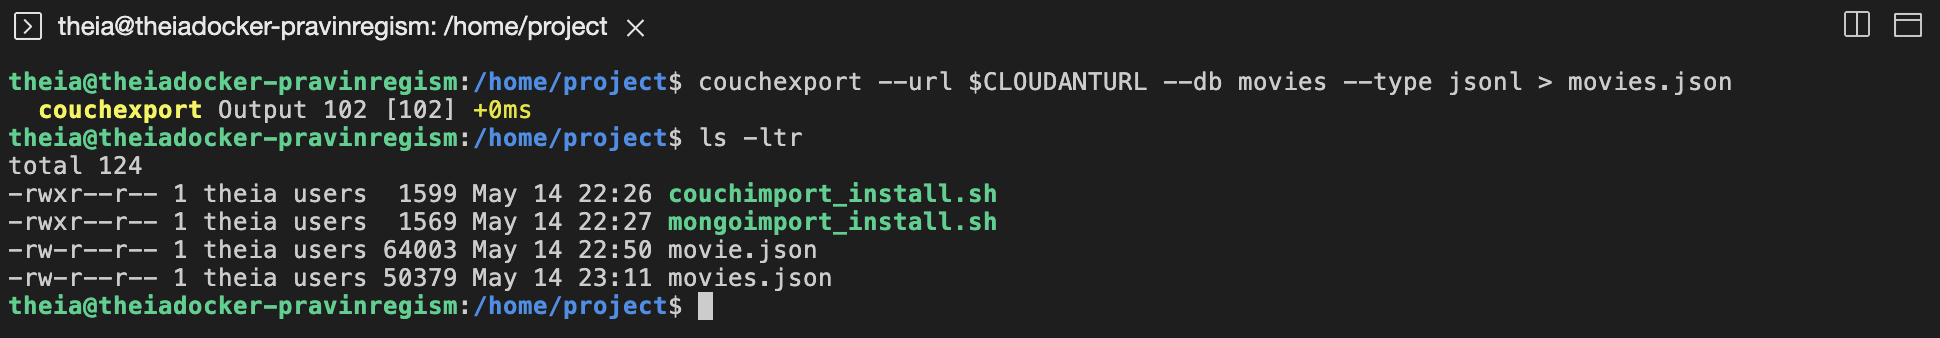 theia@theiadocker-pravinregism: /home/project
theia@theiadocker-pravinregism:/home/project$ couchexport --url $CLOUDANTURL --db movies --type jsonl > movies.json
  couchexport Output 102 [102] +0ms
theia@theiadocker-pravinregism:/home/project$ ls -ltr
total 124
-rwxr--r-- 1 theia users  1599 May 14 22:26 couchimport_install.sh
-rwxr--r-- 1 theia users  1569 May 14 22:27 mongoimport_install.sh
-rw-r--r-- 1 theia users 64003 May 14 22:50 movie.json
-rw-r--r-- 1 theia users 50379 May 14 23:11 movies.json
theia@theiadocker-pravinregism:/home/project$